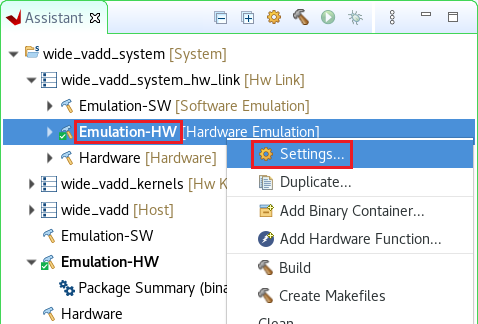 Assistant
wide_vadd_system [System]
wide_vadd_system_hw_link [Hw Link]
Emulation-SW [Software Emulation]
Emulation-HW [Hardware Emulation]
Settings...
Hardware [Hardware]
Duplicate...
wide_vadd_kernels [Hw K
Add Binary Container...
wide_vadd [Host]
Emulation-SW
Add Hardware Function...
Emulation-HW
Build
Package Summary (bina
Create Makefiles
Hardware
Clean